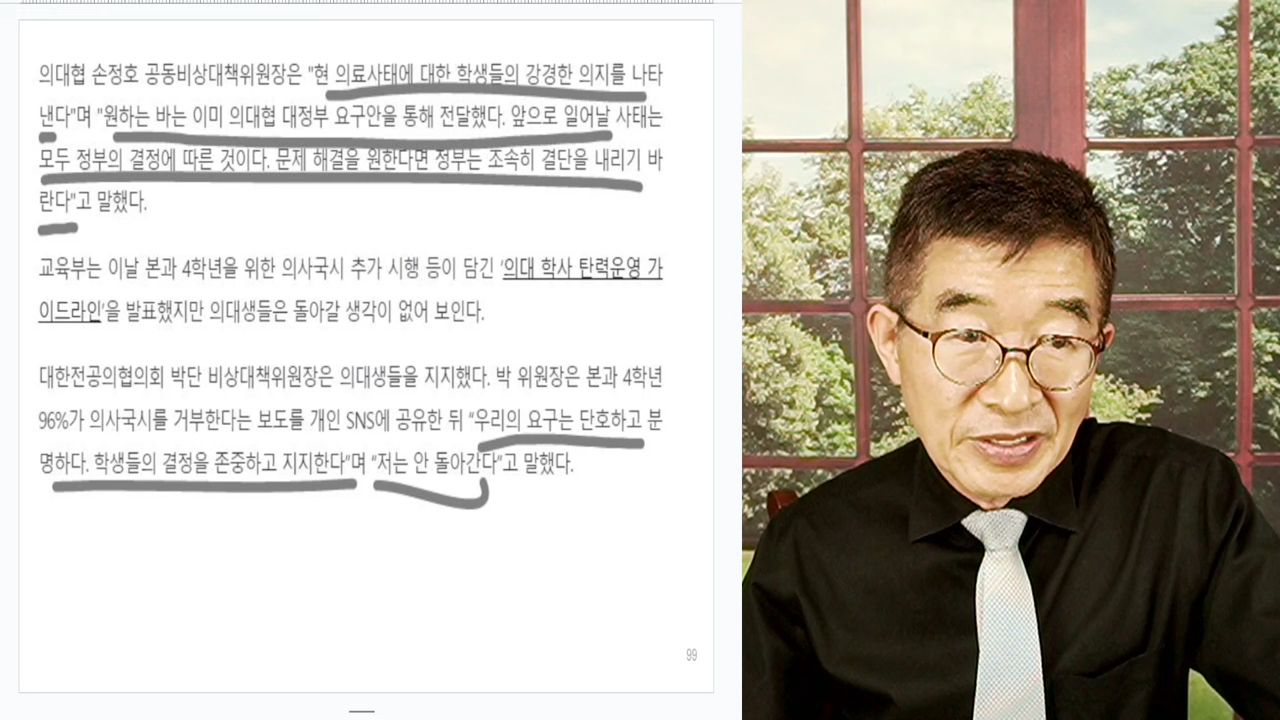 의대협 손정호 공동비상대책위원장은 "현 의료사태에 대한 학생들의 강경한 의지를 나타
낸다"며 "원하는 바는 이미 의대협 대정부 요구안을 통해 전달했다. 앞으로 일어날 사태는
모두 정부의 결정에 따른 것이다. 문제 해결을 원한다면 정부는 조속히 결단을 내리기 바
란다"고 말했다.
교육부는 이날 본과 4학년을 위한 의사국시 추가 시행 등이 담긴 '의대 학사 탄력운영 가
이드라인'을 발표했지만 의대생들은 돌아갈 생각이 없어 보인다.
대한전공의협의회 박단 비상대책위원장은 의대생들을 지지했다. 박 위원장은 본과 4학년
96%가 의사국시를 거부한다는 보도를 개인 SNS에 공유한 뒤 “우리의 요구는 단호하고 분
명하다. 학생들의 결정을 존중하고 지지한다”며 “저는 안 돌아간다”고 말했다.
99